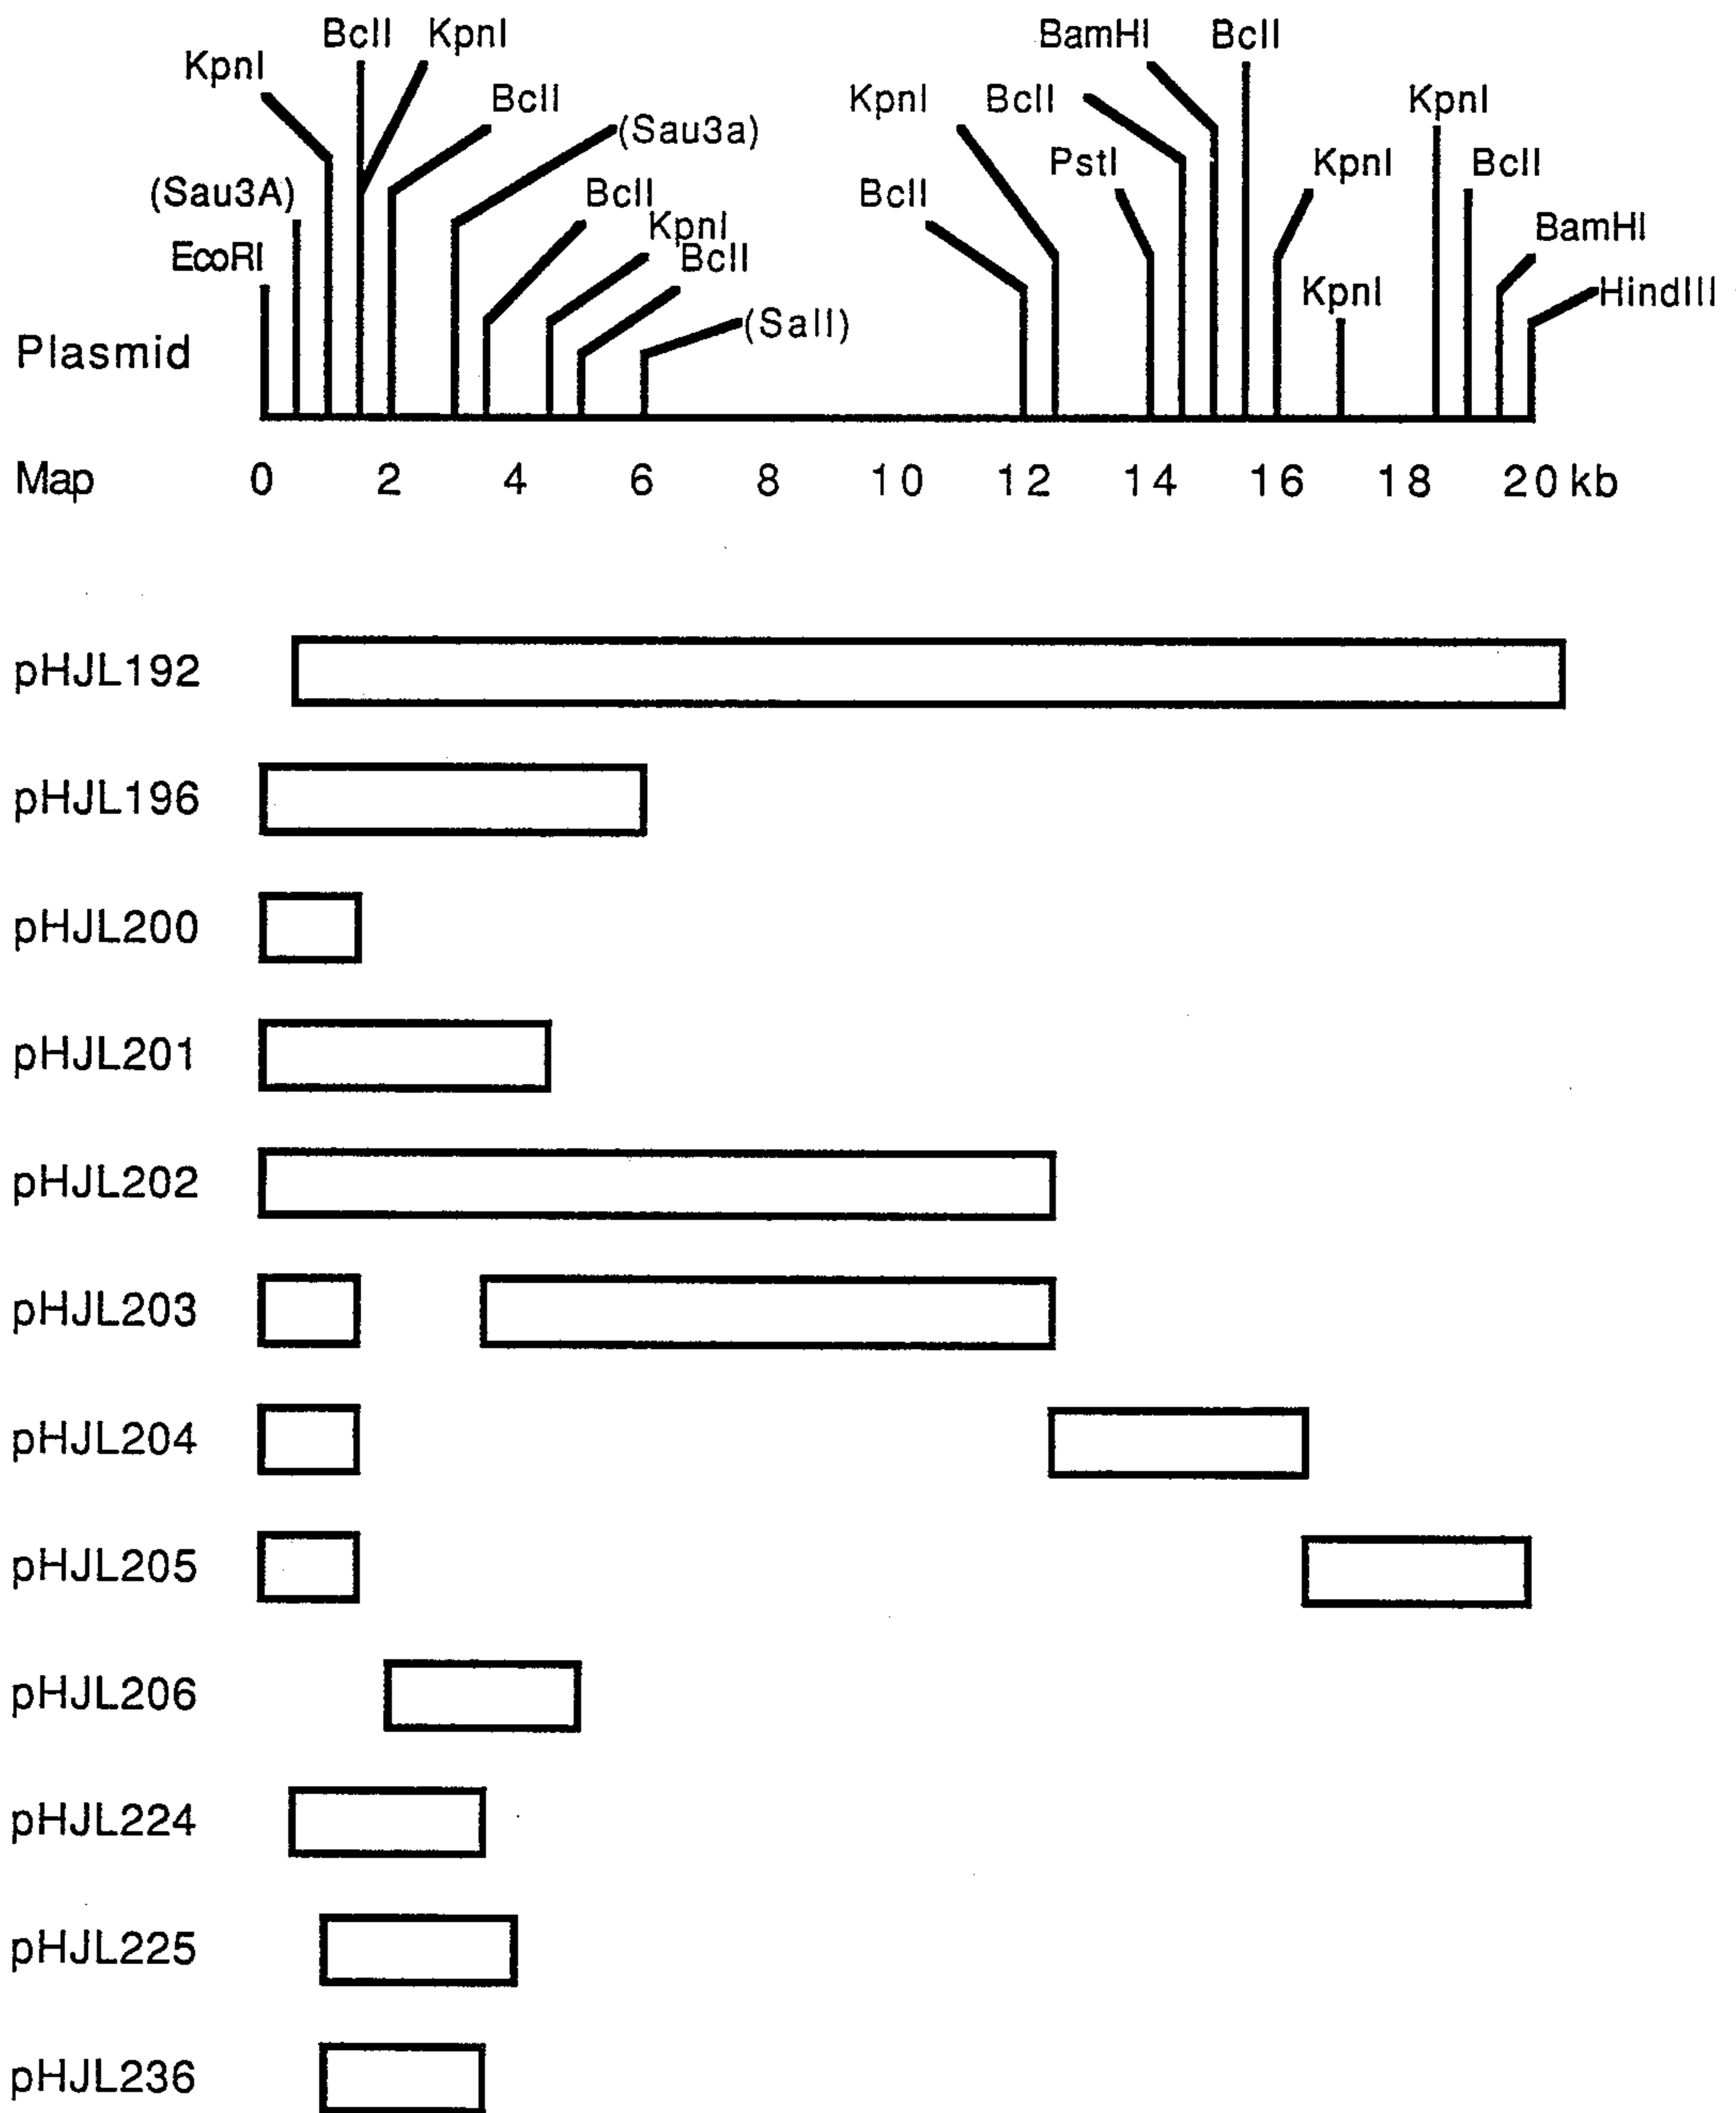 BclI KpnI BamHI BclI
KpnI
BclI KpnI BclI KpnI
(Sau3a)
PstI KpnI BclI
(Sau3A) BclI BclI
KpnI BamHI
EcoRI BclI
KpnI HindIII
(SalI)
Plasmid
Map 0 2 4 6 8 10 12 14 16 18 20 kb
pHJL192
pHJL196
pHJL200
pHJL201
pHJL202
pHJL203
pHJL204
pHJL205
pHJL206
pHJL224
pHJL225
pHJL236